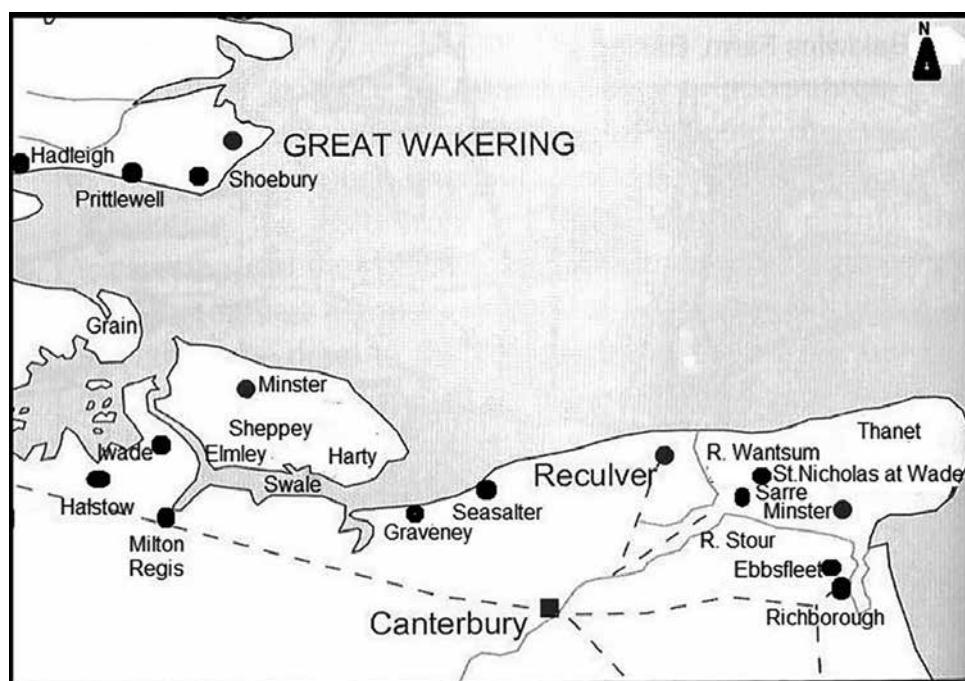 N
GREAT WAKERING
Hadleigh
Shoebury
Prittlewell
Grain
Minster
Sheppey
Elmley
Harty
Iwade
Swale
Halstow
Milton
Regis
Graveney
Seasalter
Reculver
Thanet
R. Wantsum
St.Nicholas at Wade
Sarre
Minster
R. Stour
Ebbsfleet
Richborough
Canterbury